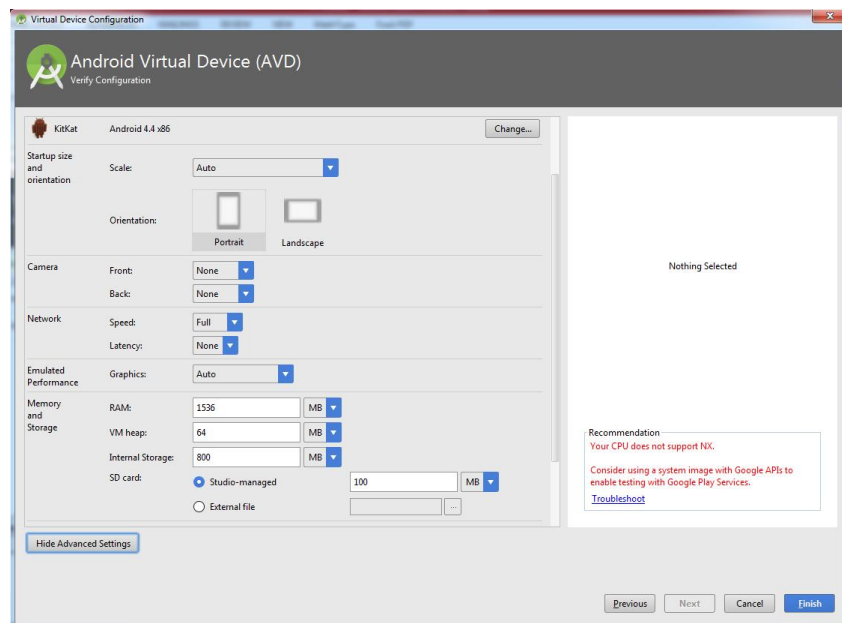 Virtual Device Configuration
Android Virtual Device (AVD)
Verify Configuration
KitKat Android 4.4 x86 Change...
Startup size
and
orientation
Scale: Auto
Orientation:
Portrait Landscape
Camera Front: None
Back: None
Network Speed: Full
Latency: None
Emulated
Performance
Graphics: Auto
Memory
and
Storage
RAM: 1536 MB
VM heap: 64 MB
Internal Storage: 800 MB
SD card: Studio-managed 100 MB
External file ...
Nothing Selected
Recommendation
Your CPU does not support NX.
Consider using a system image with Google APIs to
enable testing with Google Play Services.
Troubleshoot
Hide Advanced Settings
Previous Next Cancel Finish